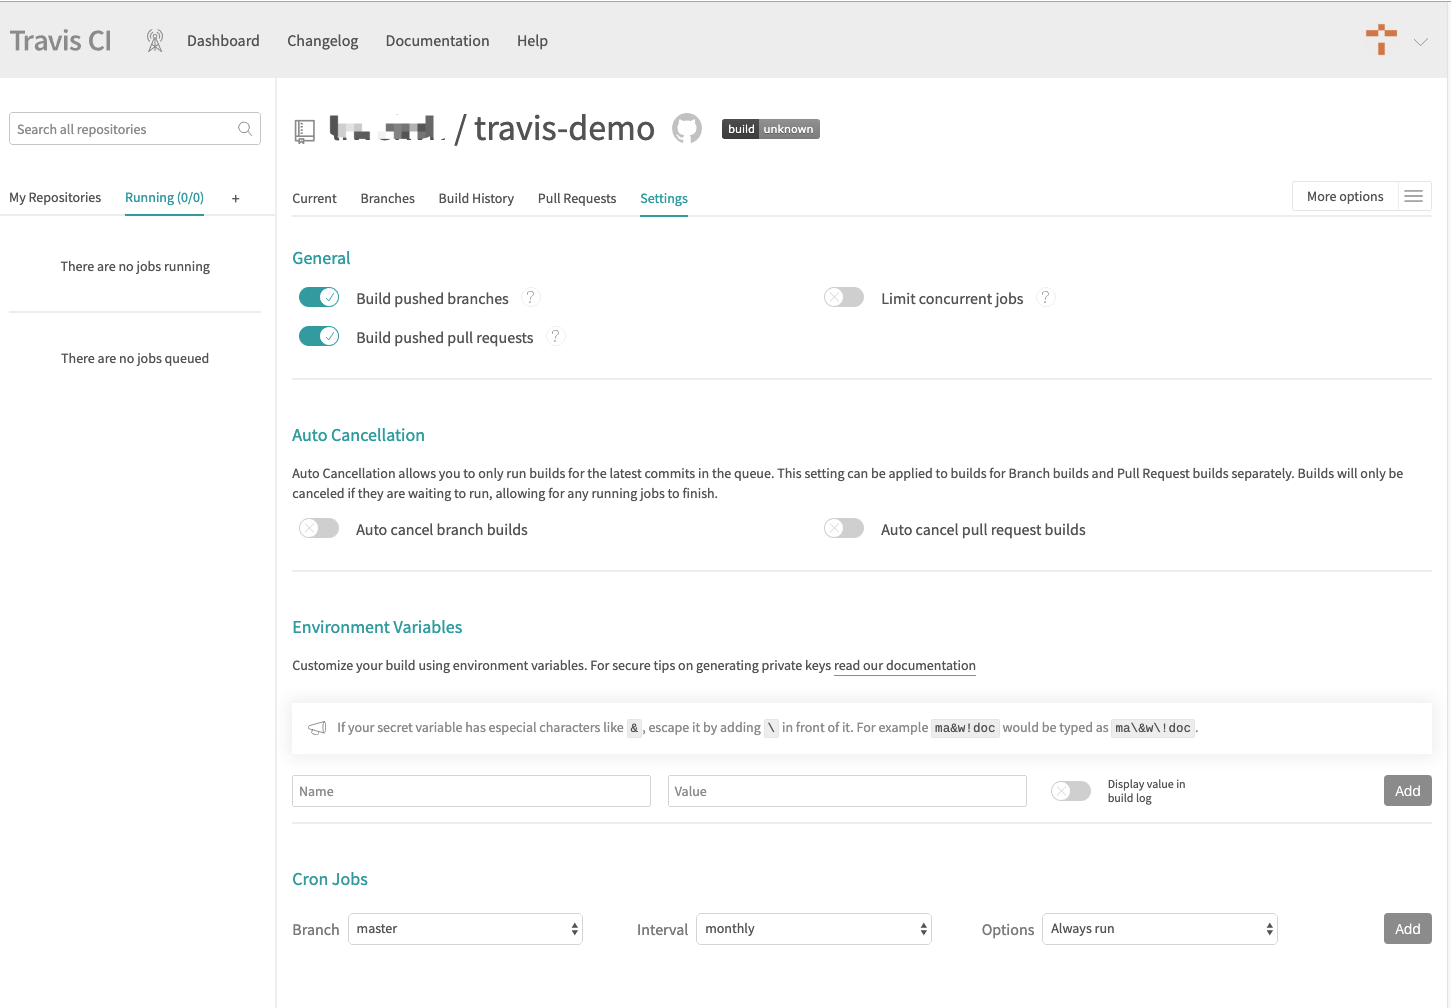 Travis CI
Dashboard
Changelog
Documentation
Help
Search all repositories
My Repositories
Running (0/0)
+
There are no jobs running
There are no jobs queued
/ travis-demo
build unknown
Current
Branches
Build History
Pull Requests
Settings
More options
General
Build pushed branches ?
Limit concurrent jobs ?
Build pushed pull requests ?
Auto Cancellation
Auto Cancellation allows you to only run builds for the latest commits in the queue. This setting can be applied to builds for Branch builds and Pull Request builds separately. Builds will only be
canceled if they are waiting to run, allowing for any running jobs to finish.
Auto cancel branch builds
Auto cancel pull request builds
Environment Variables
Customize your build using environment variables. For secure tips on generating private keys read our documentation
If your secret variable has especial characters like &, escape it by adding \ in front of it. For example ma&w!doc would be typed as ma\&w\!doc.
Name
Value
Display value in
build log
Add
Cron Jobs
Branch
master
Interval
monthly
Options
Always run
Add